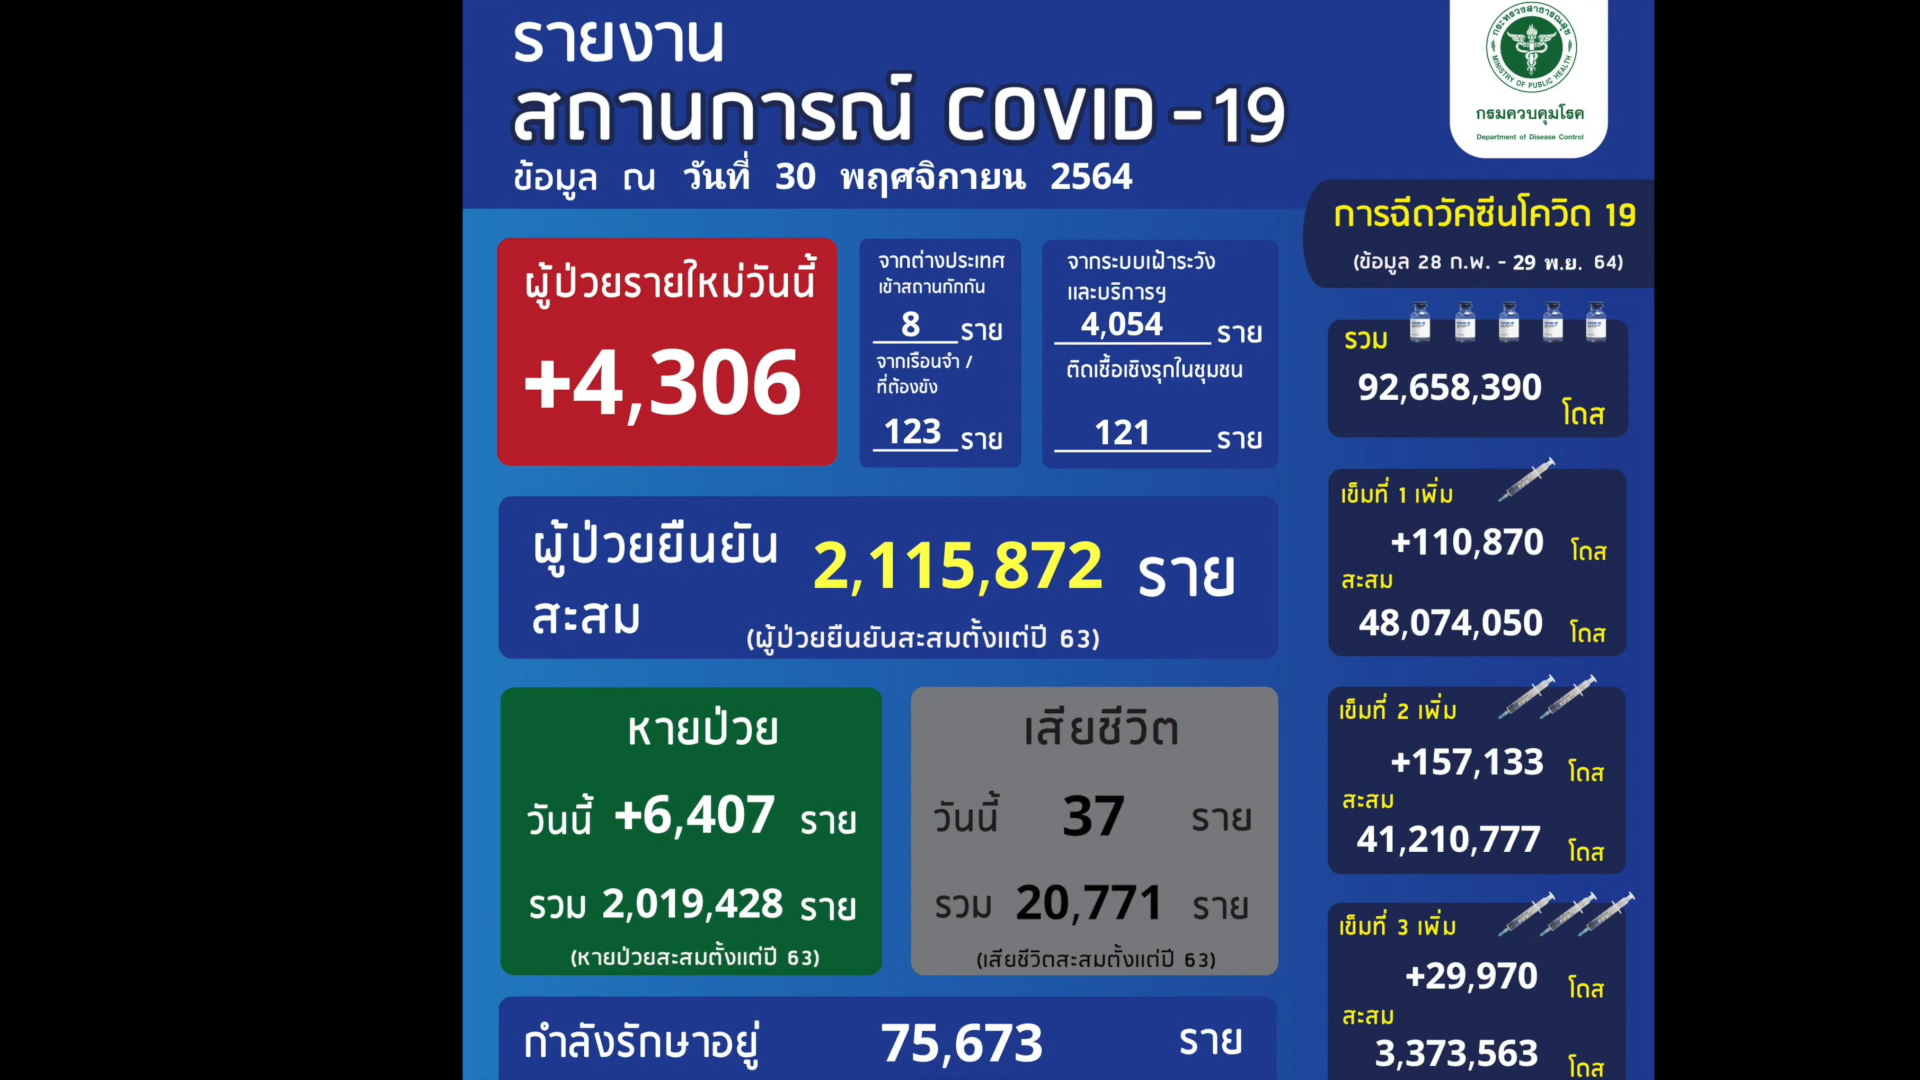 รายงาน
สถานการณ์ COVID-19
ข้อมูล ณ วันที่ 30 พฤศจิกายน 2564
กระทรวงสาธารณสุข
MINISTRY OF PUBLIC HEALTH
กรมควบคุมโรค
Department of Disease Control
ผู้ป่วยรายใหม่วันนี้
+4,306
จากต่างประเทศ
เข้าสถานกักกัน
8 ราย
จากเรือนจำ /
ที่ต้องขัง
123 ราย
จากระบบเฝ้าระวัง
และบริการฯ
4,054 ราย
ติดเชื้อเชิงรุกในชุมชน
121 ราย
ผู้ป่วยยืนยัน
สะสม
2,115,872 ราย
(ผู้ป่วยยืนยันสะสมตั้งแต่ปี 63)
หายป่วย
วันนี้ +6,407 ราย
รวม 2,019,428 ราย
(หายป่วยสะสมตั้งแต่ปี 63)
เสียชีวิต
วันนี้ 37 ราย
รวม 20,771 ราย
(เสียชีวิตสะสมตั้งแต่ปี 63)
กำลังรักษาอยู่ 75,673 ราย
การฉีดวัคซีนโควิด 19
(ข้อมูล 28 ก.พ. - 29 พ.ย. 64)
รวม
92,658,390 โดส
เข็มที่ 1 เพิ่ม
+110,870 โดส
สะสม
48,074,050 โดส
เข็มที่ 2 เพิ่ม
+157,133 โดส
สะสม
41,210,777 โดส
เข็มที่ 3 เพิ่ม
+29,970 โดส
สะสม
3,373,563 โดส